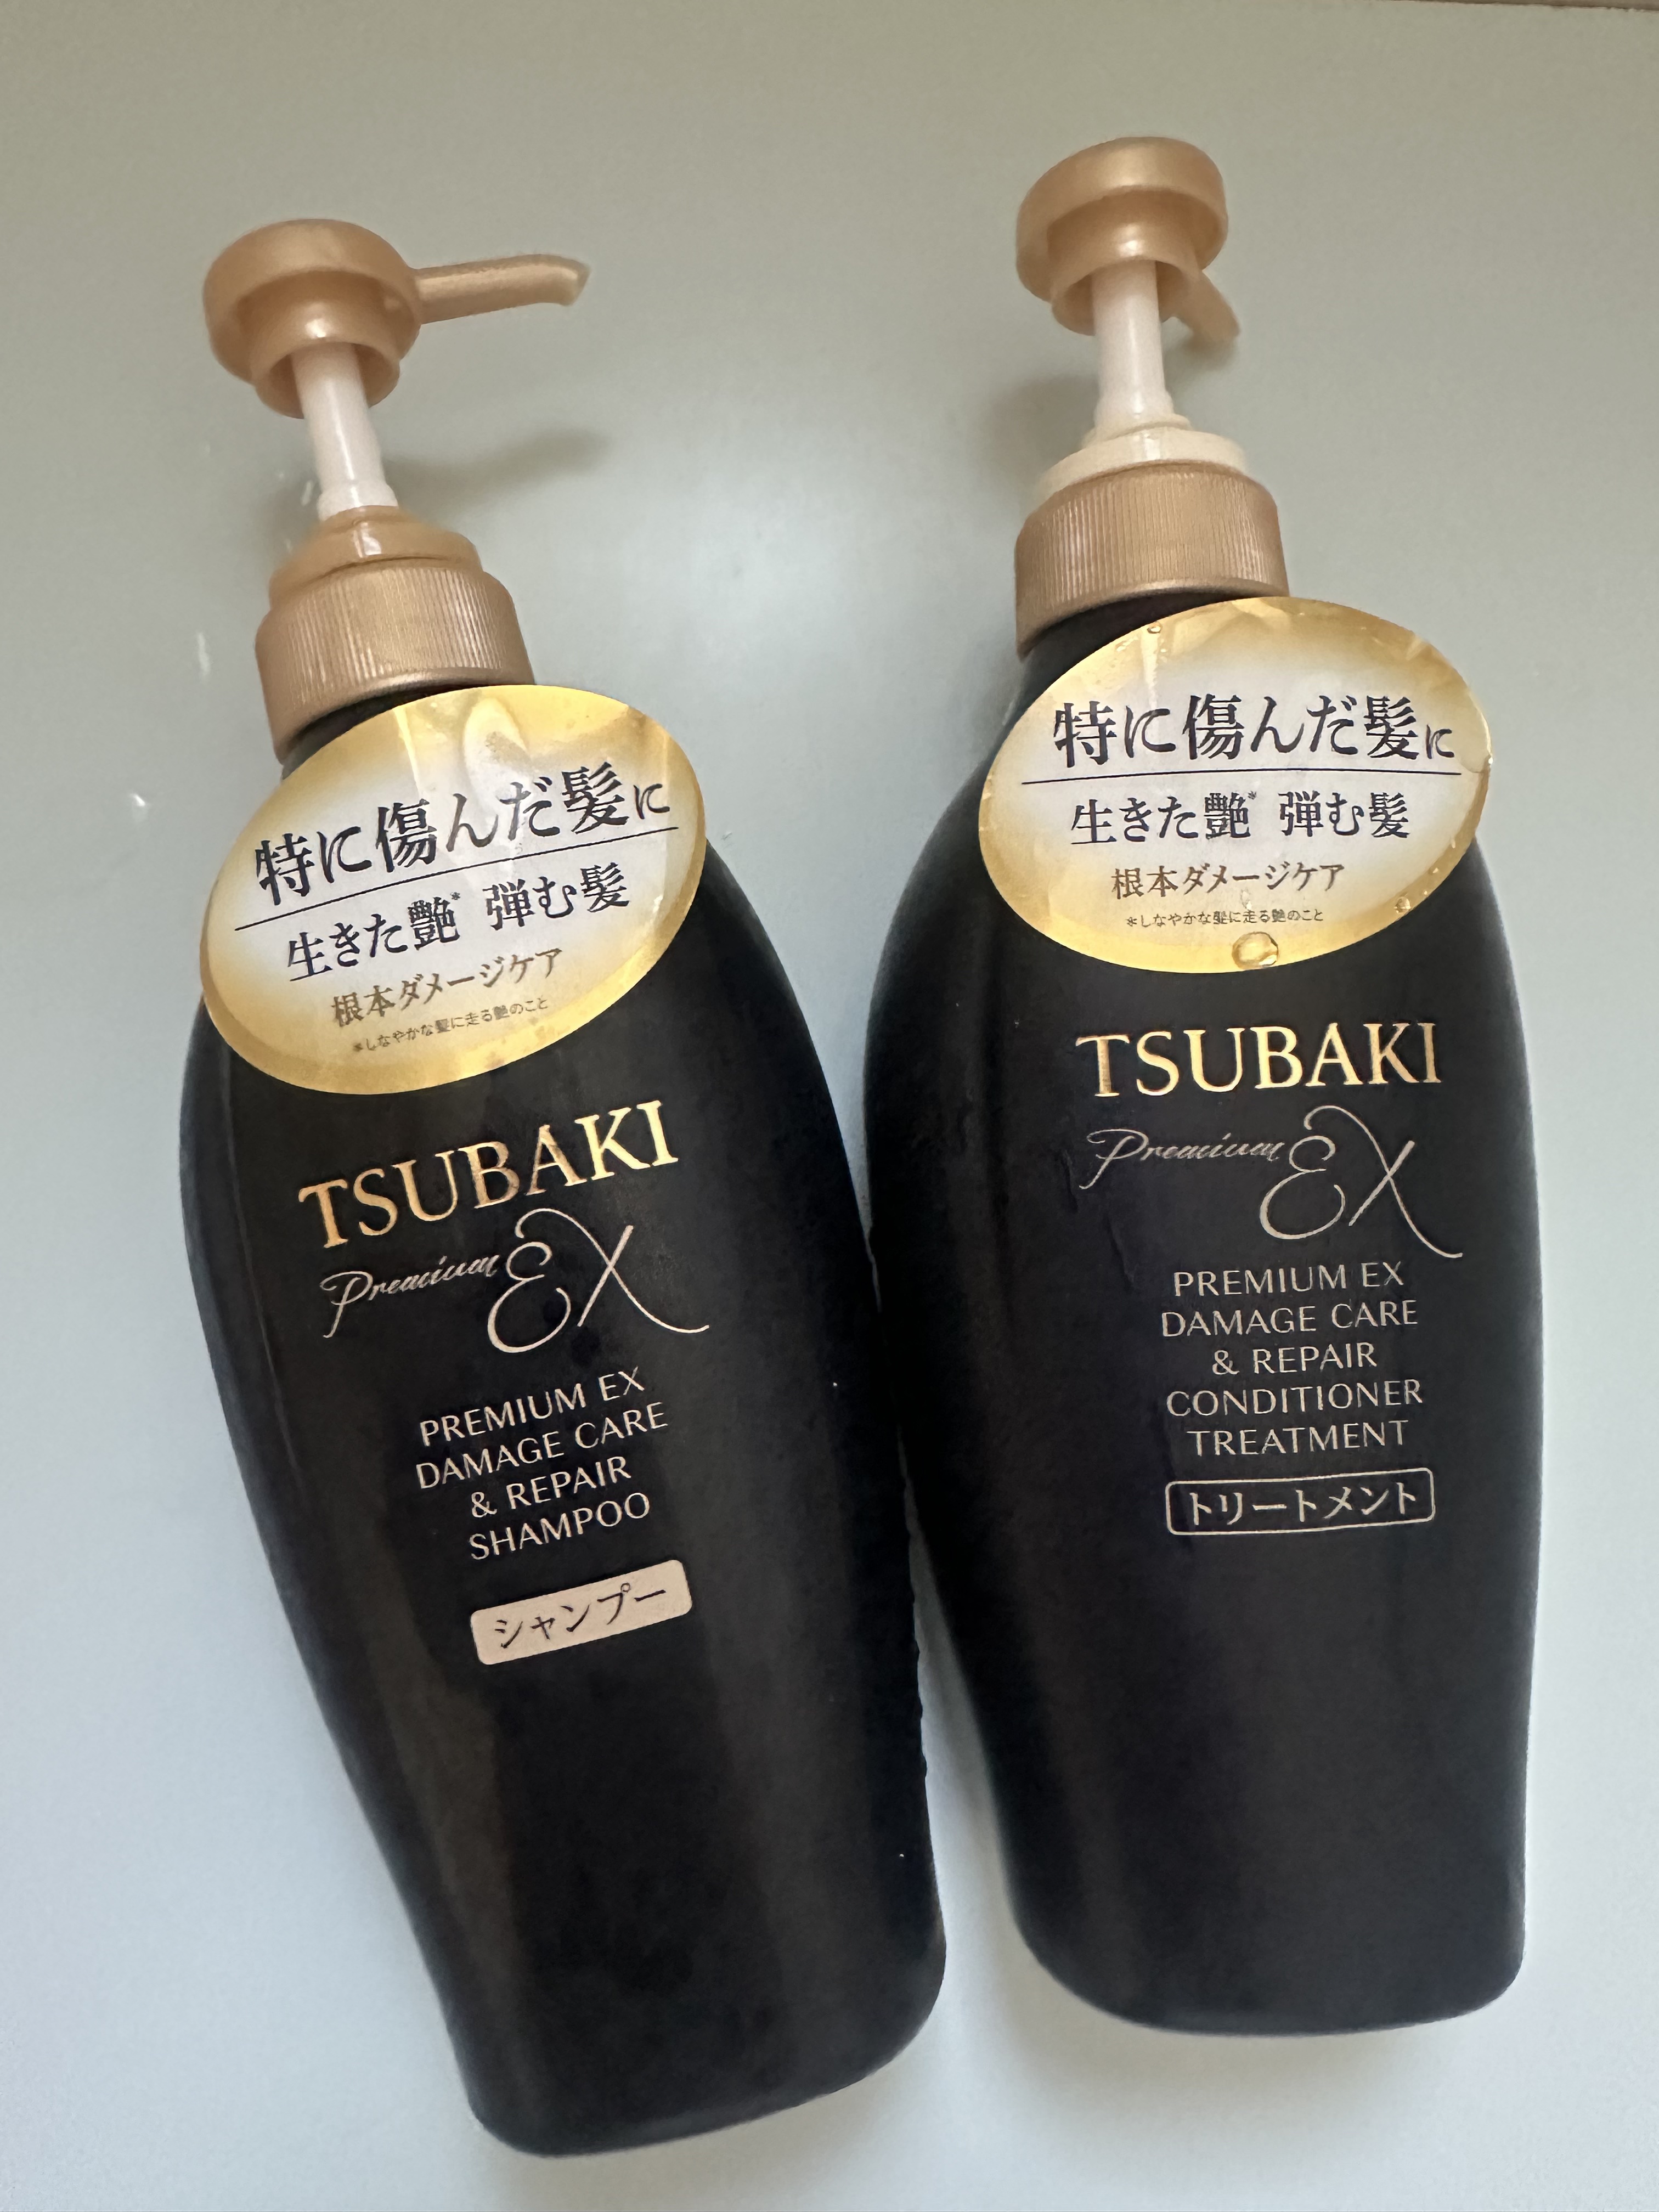 特に傷んだ髪に
生きた艶* 弾む髪
根本ダメージケア
*しなやかな髪に走る艶のこと
TSUBAKI
Premium EX
PREMIUM EX
DAMAGE CARE
& REPAIR
SHAMPOO
シャンプー
特に傷んだ髪に
生きた艶* 弾む髪
根本ダメージケア
*しなやかな髪に走る艶のこと
TSUBAKI
Premium EX
PREMIUM EX
DAMAGE CARE
& REPAIR
CONDITIONER
TREATMENT
トリートメント